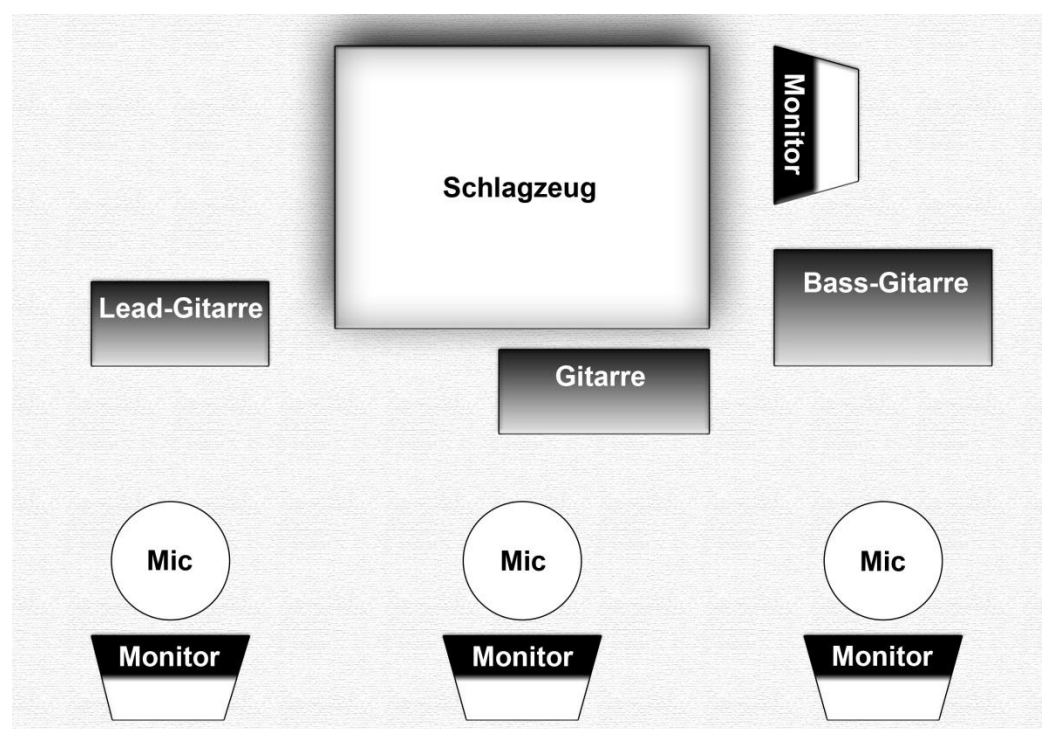 Monitor
Schlagzeug
Lead-Gitarre
Bass-Gitarre
Gitarre
Mic
Mic
Mic
Monitor
Monitor
Monitor